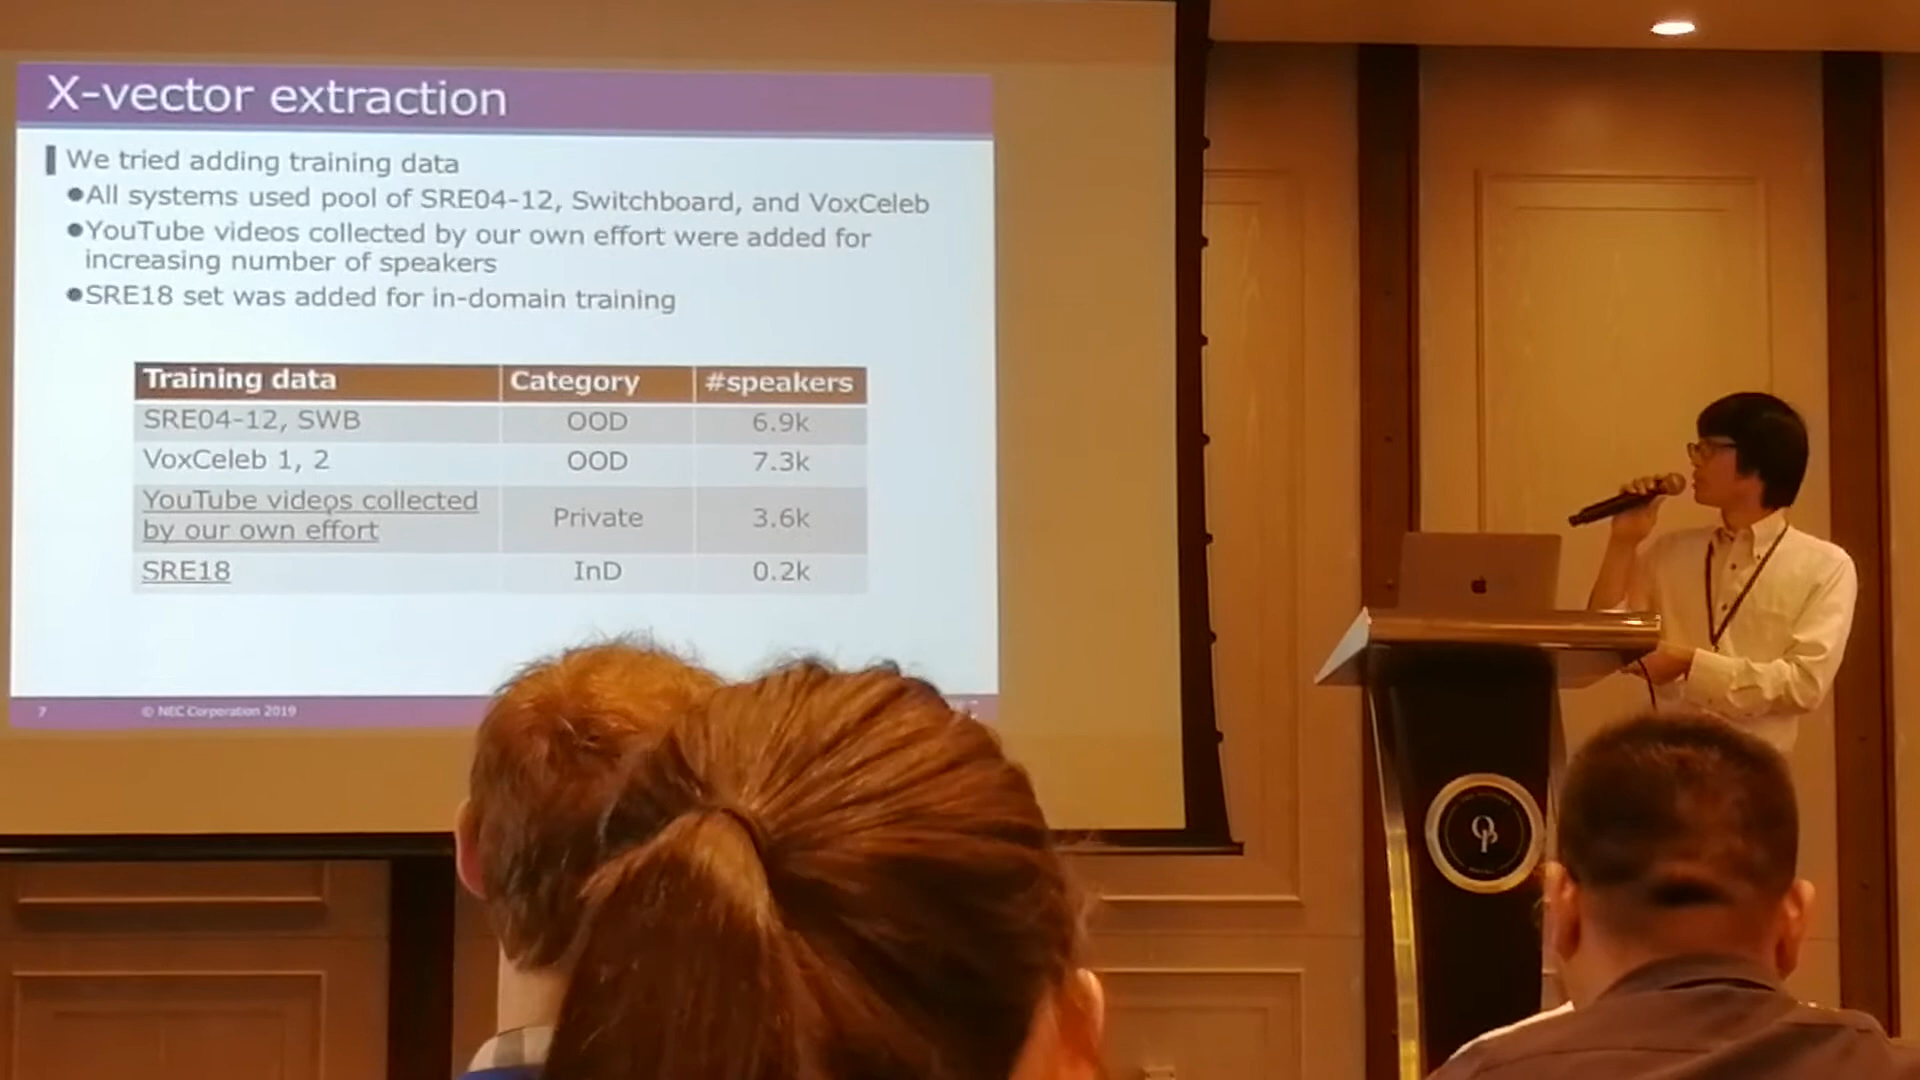 X-vector extraction
We tried adding training data
●All systems used pool of SRE04-12, Switchboard, and VoxCeleb
●YouTube videos collected by our own effort were added for
increasing number of speakers
●SRE18 set was added for in-domain training
Training data Category #speakers
SRE04-12, SWB OOD 6.9k
VoxCeleb 1, 2 OOD 7.3k
YouTube videos collected
by our own effort Private 3.6k
SRE18 InD 0.2k
7 © NEC Corporation 2019